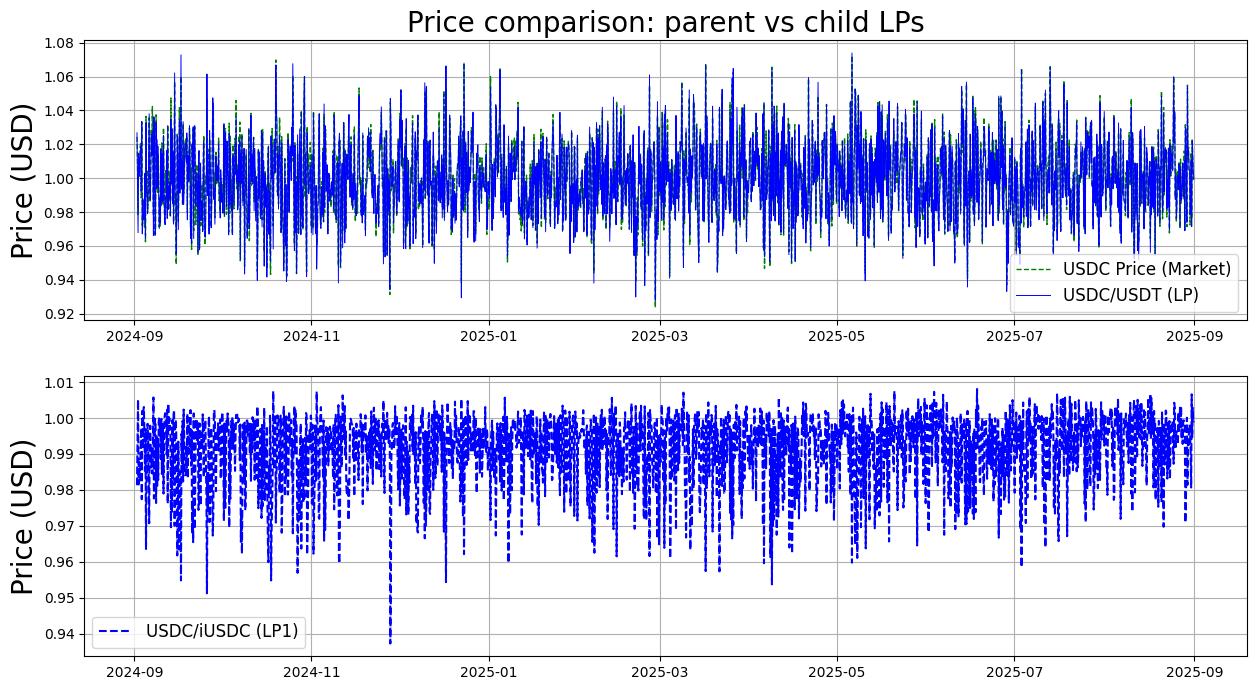 Price comparison: parent vs child LPs
Price (USD)
1.08
1.06
1.04
1.02
1.00
0.98
0.96
0.94
0.92
USDC Price (Market)
USDC/USDT (LP)
2024-09 2024-11 2025-01 2025-03 2025-05 2025-07 2025-09
Price (USD)
1.01
1.00
0.99
0.98
0.97
0.96
0.95
0.94
USDC/iUSDC (LP1)
2024-09 2024-11 2025-01 2025-03 2025-05 2025-07 2025-09